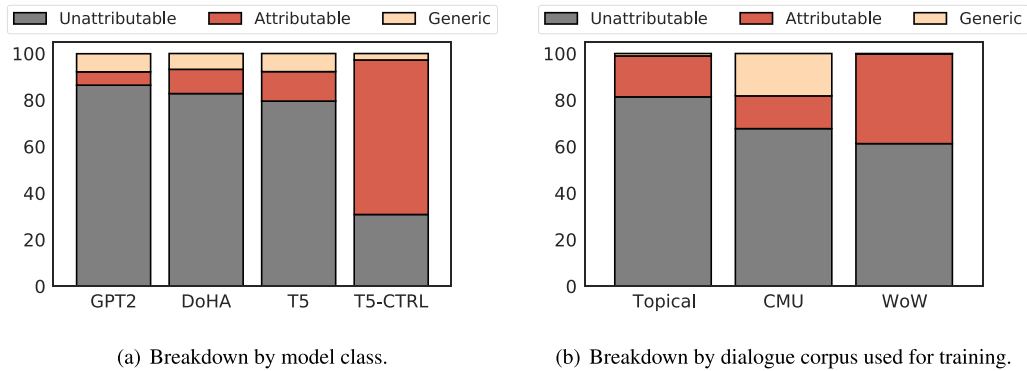 Unattributable Attributable Generic
100
80
60
40
20
0
GPT2 DoHA T5 T5-CTRL
(a) Breakdown by model class.
Unattributable Attributable Generic
100
80
60
40
20
0
Topical CMU WoW
(b) Breakdown by dialogue corpus used for training.